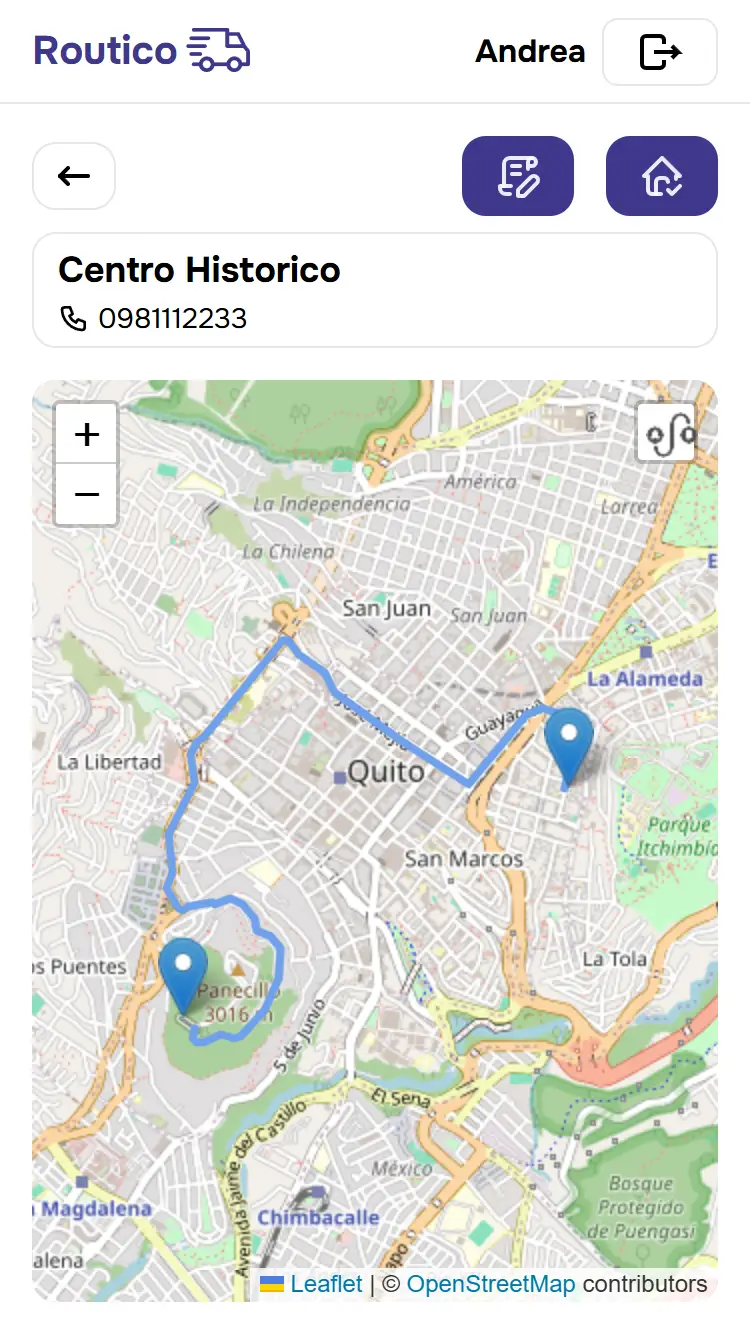 Routico
Andrea
Centro Historico
0981112233
+
−
América
La Independencia
Larrea
La Chilena
San Juan
San Juan
La Alameda
José Mejía
Guayaquil
La Libertad
Quito
Parque
Itchimbía
San Marcos
La Tola
os Puentes
Panecillo
3016 m
5 de Junio
El Sena
Avenida Jaime del Castillo
México
Bosque
Protegido
de Puengasi
Magdalena
Chimbacalle
alena
apo
Leaflet | © OpenStreetMap contributors